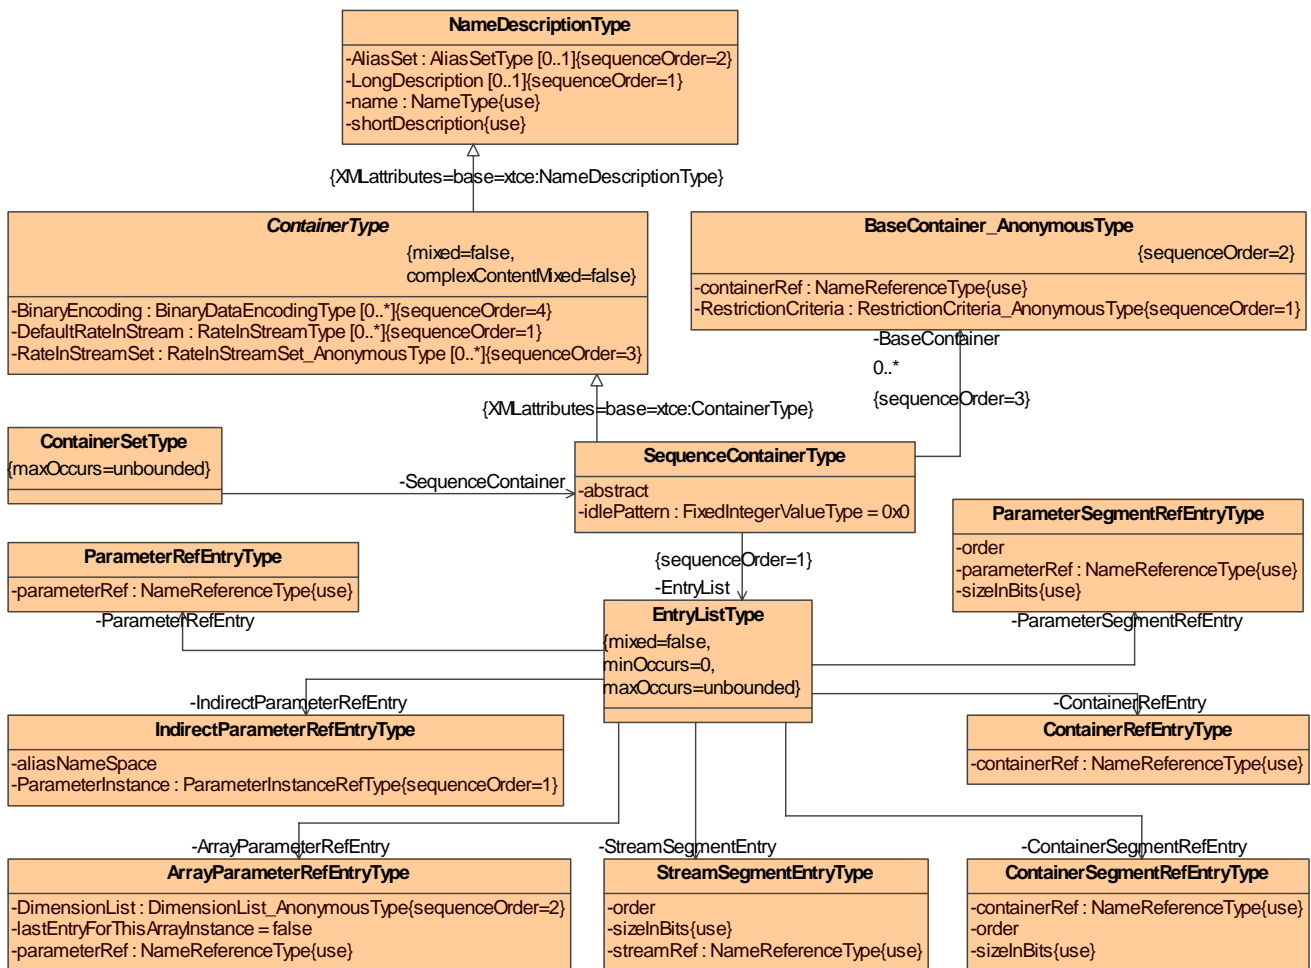 NameDescriptionType
-AliasSet : AliasSetType [0..1]{sequenceOrder=2}
-LongDescription [0..1]{sequenceOrder=1}
-name : NameType{use}
-shortDescription{use}
{XMLattributes=base=xtce:NameDescriptionType}
ContainerType
{mixed=false,
complexContentMixed=false}
-BinaryEncoding : BinaryDataEncodingType [0..*]{sequenceOrder=4}
-DefaultRateInStream : RateInStreamType [0..*]{sequenceOrder=1}
-RateInStreamSet : RateInStreamSet_AnonymousType [0..*]{sequenceOrder=3}
BaseContainer_AnonymousType
{sequenceOrder=2}
-containerRef : NameReferenceType{use}
-RestrictionCriteria : RestrictionCriteria_AnonymousType{sequenceOrder=1}
-BaseContainer
0..*
{sequenceOrder=3}
{XMLattributes=base=xtce:ContainerType}
ContainerSetType
{maxOccurs=unbounded}
-SequenceContainer
SequenceContainerType
-abstract
-idlePattern : FixedIntegerValueType = 0x0
{sequenceOrder=1}
-EntryList
ParameterSegmentRefEntryType
-order
-parameterRef : NameReferenceType{use}
-sizeInBits{use}
-ParameterSegmentRefEntry
ParameterRefEntryType
-parameterRef : NameReferenceType{use}
-ParameterRefEntry
EntryListType
{mixed=false,
minOccurs=0,
maxOccurs=unbounded}
-IndirectParameterRefEntry
IndirectParameterRefEntryType
-aliasNameSpace
-ParameterInstance : ParameterInstanceRefType{sequenceOrder=1}
-ContainerRefEntry
ContainerRefEntryType
-containerRef : NameReferenceType{use}
-ArrayParameterRefEntry
ArrayParameterRefEntryType
-DimensionList : DimensionList_AnonymousType{sequenceOrder=2}
-lastEntryForThisArrayInstance = false
-parameterRef : NameReferenceType{use}
-StreamSegmentEntry
StreamSegmentEntryType
-order
-sizeInBits{use}
-streamRef : NameReferenceType{use}
-ContainerSegmentRefEntry
ContainerSegmentRefEntryType
-containerRef : NameReferenceType{use}
-order
-sizeInBits{use}